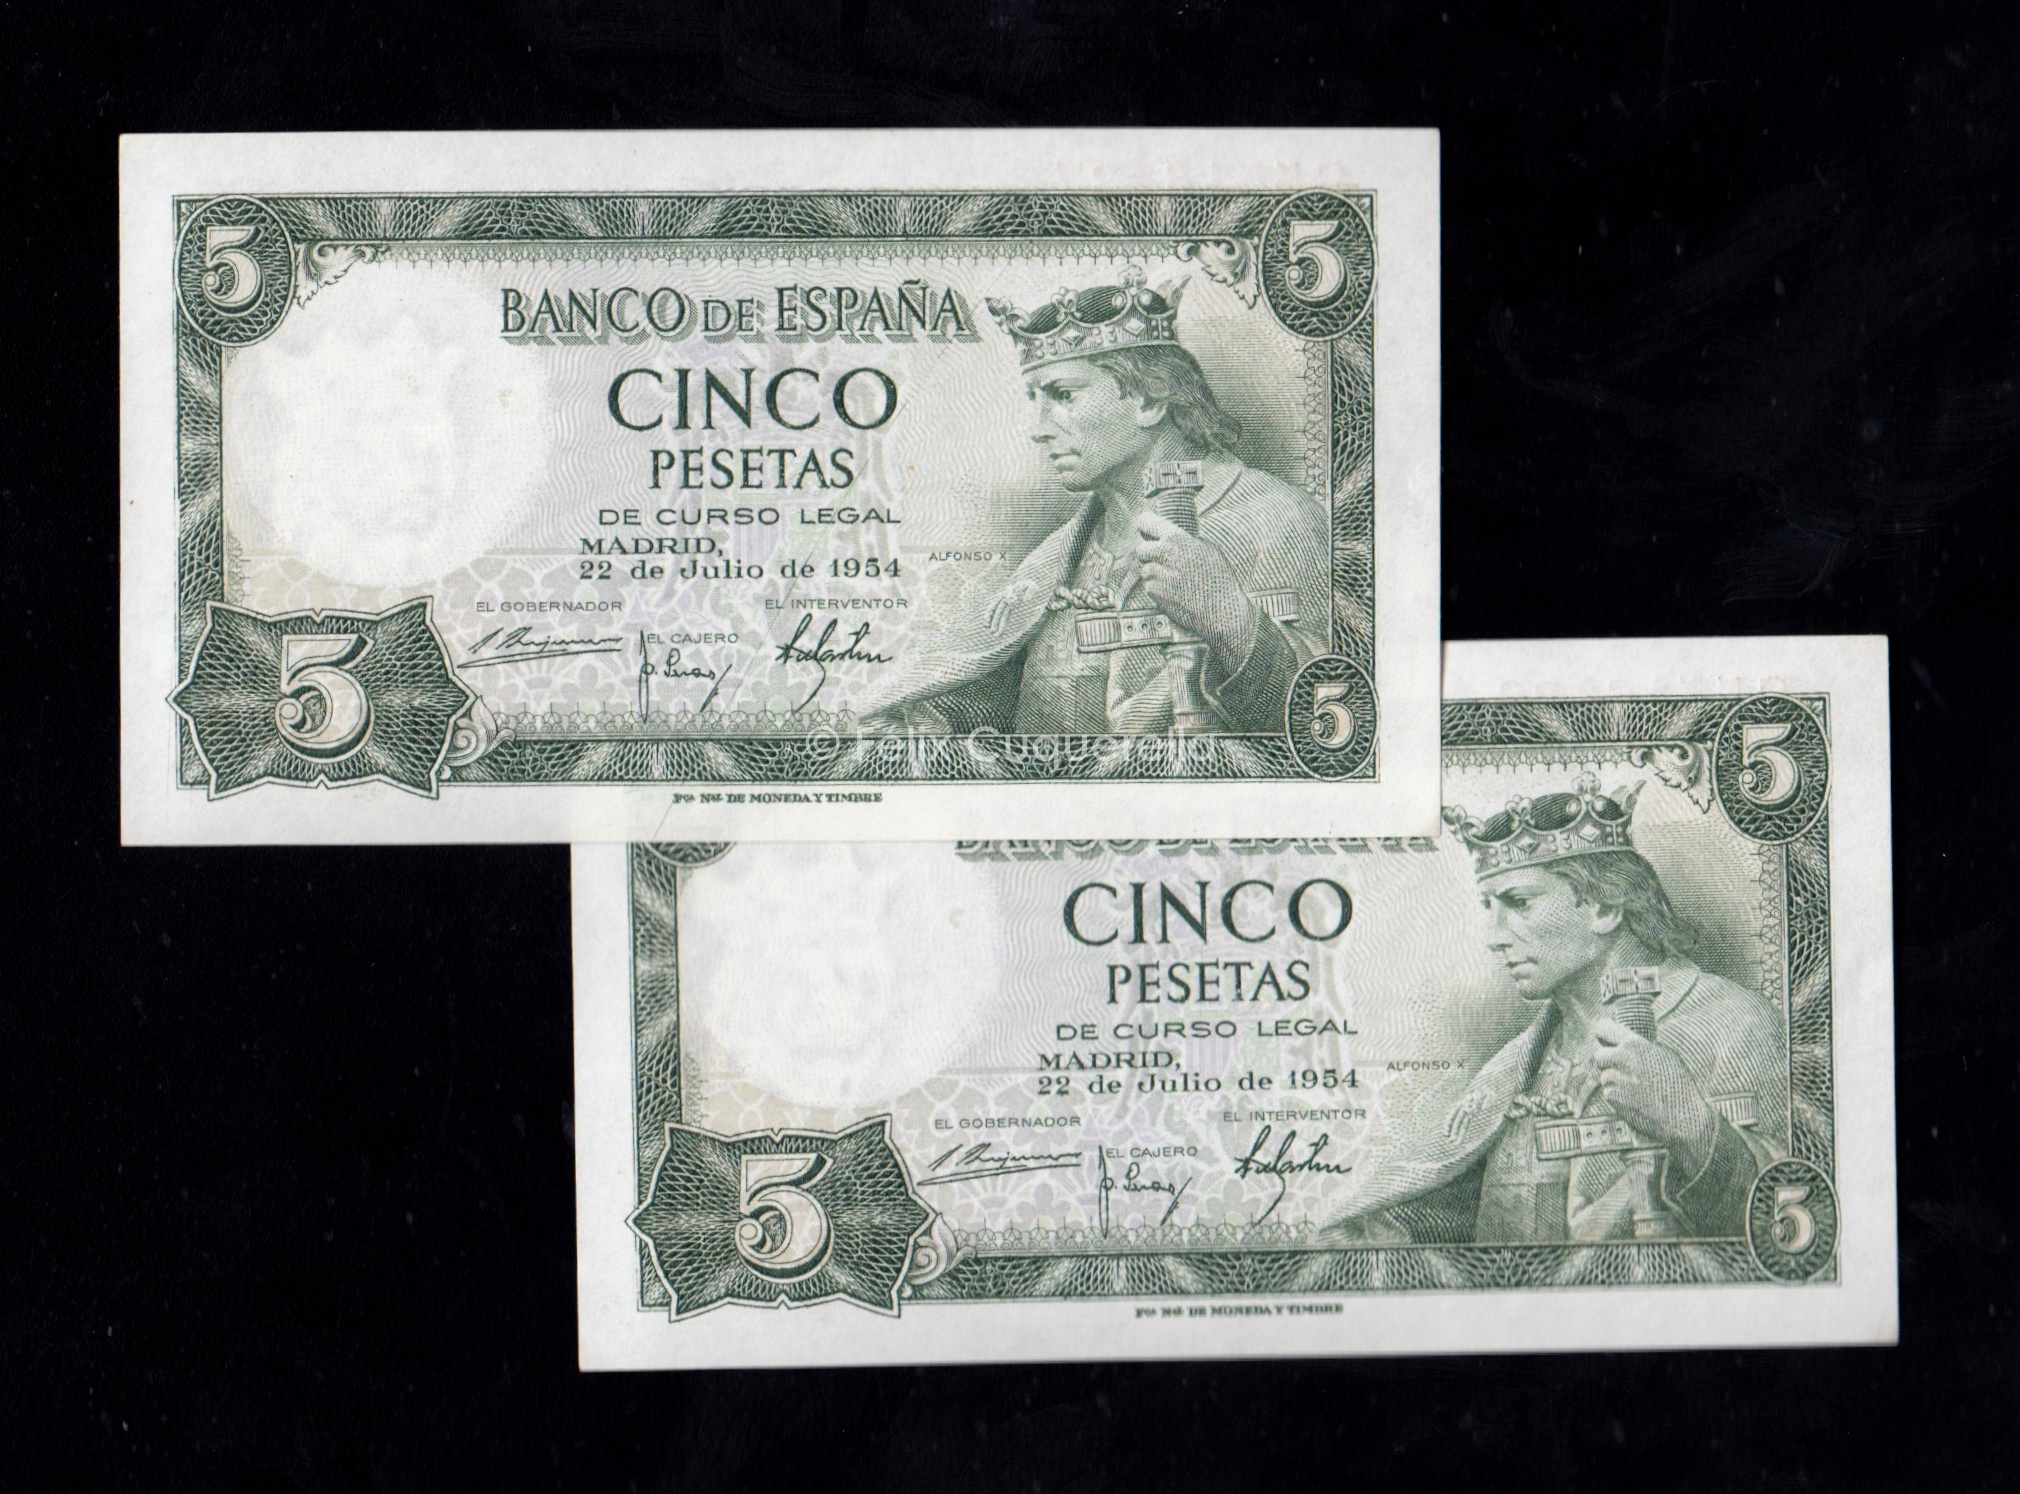 5 5
BANCO DE ESPAÑA
CINCO
PESETAS
DE CURSO LEGAL
MADRID,
22 de Julio de 1954
ALFONSO X
EL GOBERNADOR
EL INTERVENTOR
EL CAJERO
5 5
© Felix Cuquerella
Fca. Nal. DE MONEDA Y TIMBRE
5
BANCO DE ESPAÑA
CINCO
PESETAS
DE CURSO LEGAL
MADRID,
22 de Julio de 1954
ALFONSO X
EL GOBERNADOR
EL INTERVENTOR
EL CAJERO
5 5
Fca. Nal. DE MONEDA Y TIMBRE